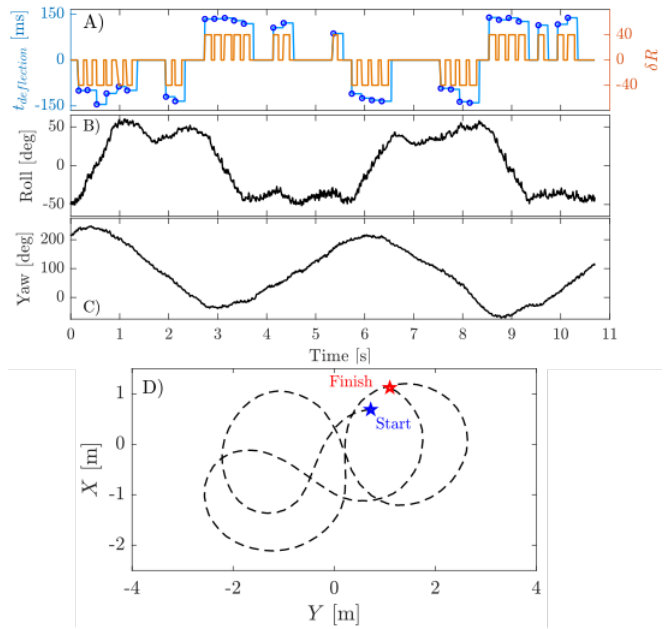 A)
t_deflection [ms]
150
0
-150
40
0
-40
δR
B)
Roll [deg]
50
0
-50
C)
Yaw [deg]
200
100
0
0 1 2 3 4 5 6 7 8 9 10 11
Time [s]
D)
Finish
Start
X [m]
1
0
-1
-2
-4 -2 0 2 4
Y [m]